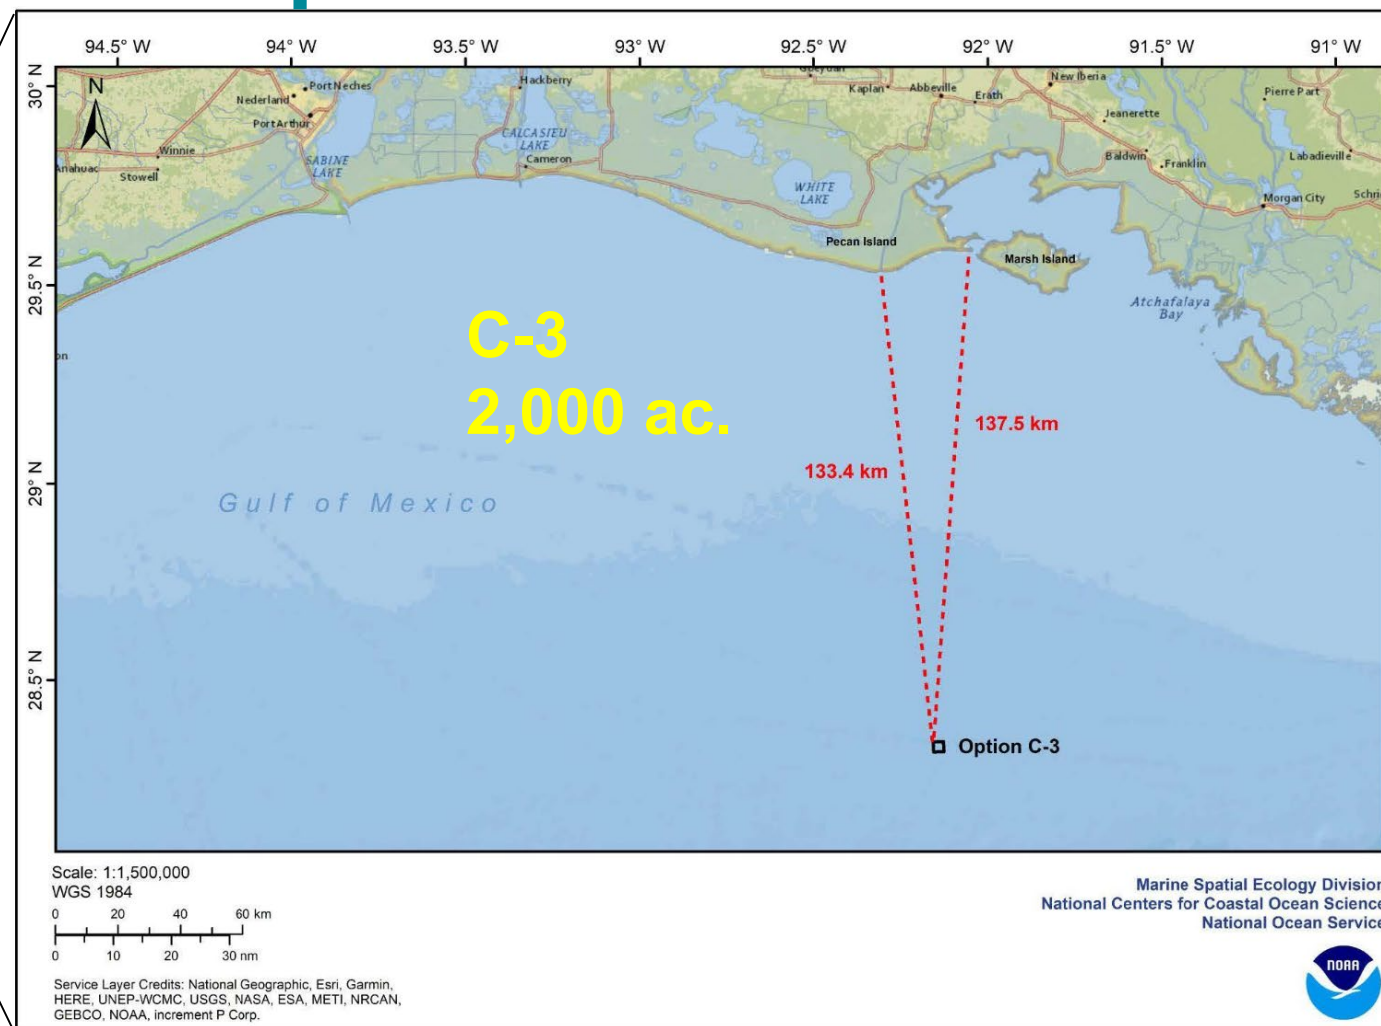 94.5° W 94° W 93.5° W 93° W 92.5° W 92° W 91.5° W 91° W
30° N
29.5° N
29° N
28.5° N
N
Port Neches
Nederland
Port Arthur
Winnie
Stowell
Anahuac
SABINE
LAKE
Hackberry
CALCASIEU
LAKE
Cameron
Gueydan
Kaplan
Abbeville
Erath
New Iberia
Jeanerette
Baldwin
Franklin
Pierre Part
Labadieville
Morgan City
Schri
WHITE
LAKE
Pecan Island
Marsh Island
Atchafalaya
Bay
on
C-3
2,000 ac.
137.5 km
133.4 km
Gulf of Mexico
Option C-3
Scale: 1:1,500,000
WGS 1984
0 20 40 60 km
0 10 20 30 nm
Service Layer Credits: National Geographic, Esri, Garmin,
HERE, UNEP-WCMC, USGS, NASA, ESA, METI, NRCAN,
GEBCO, NOAA, increment P Corp.
Marine Spatial Ecology Division
National Centers for Coastal Ocean Science
National Ocean Service
NOAA